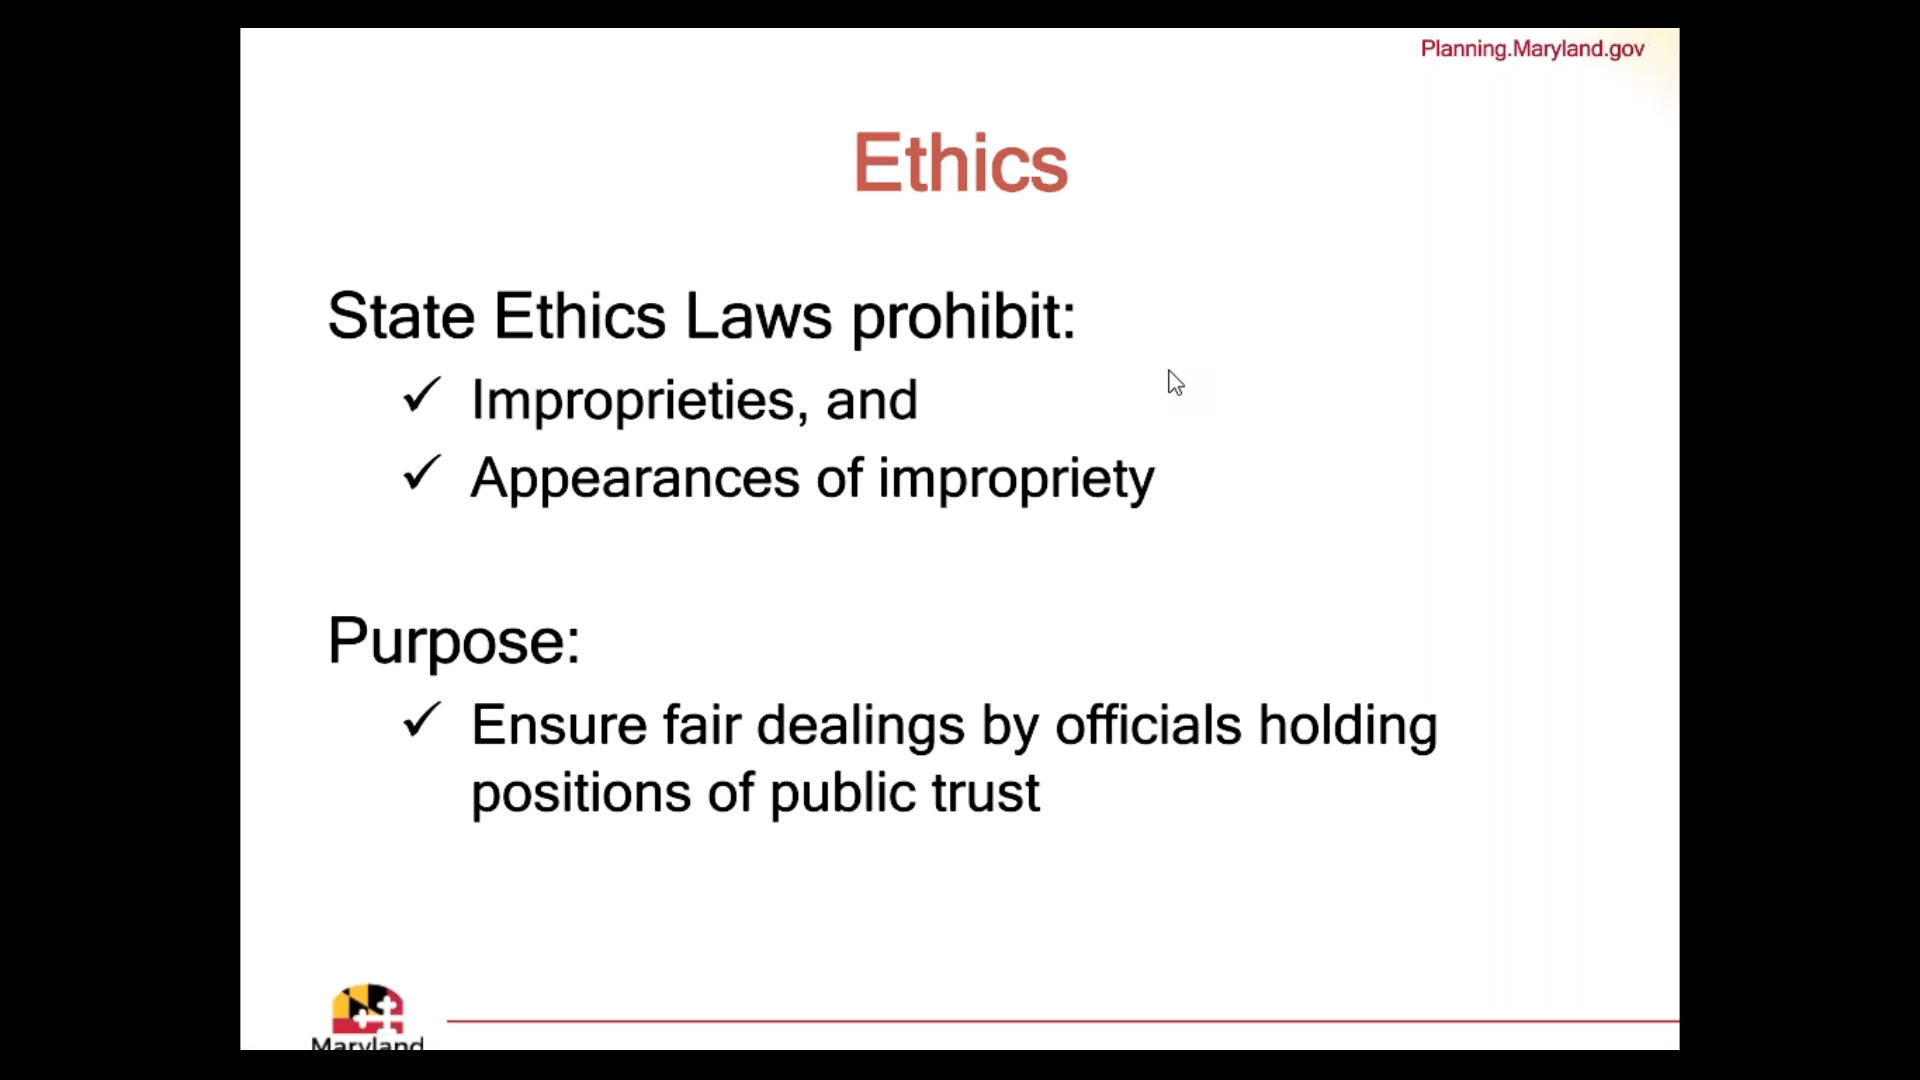 Planning.Maryland.gov
Ethics
State Ethics Laws prohibit:
✓ Improprieties, and
✓ Appearances of impropriety
Purpose:
✓ Ensure fair dealings by officials holding
positions of public trust
Maryland